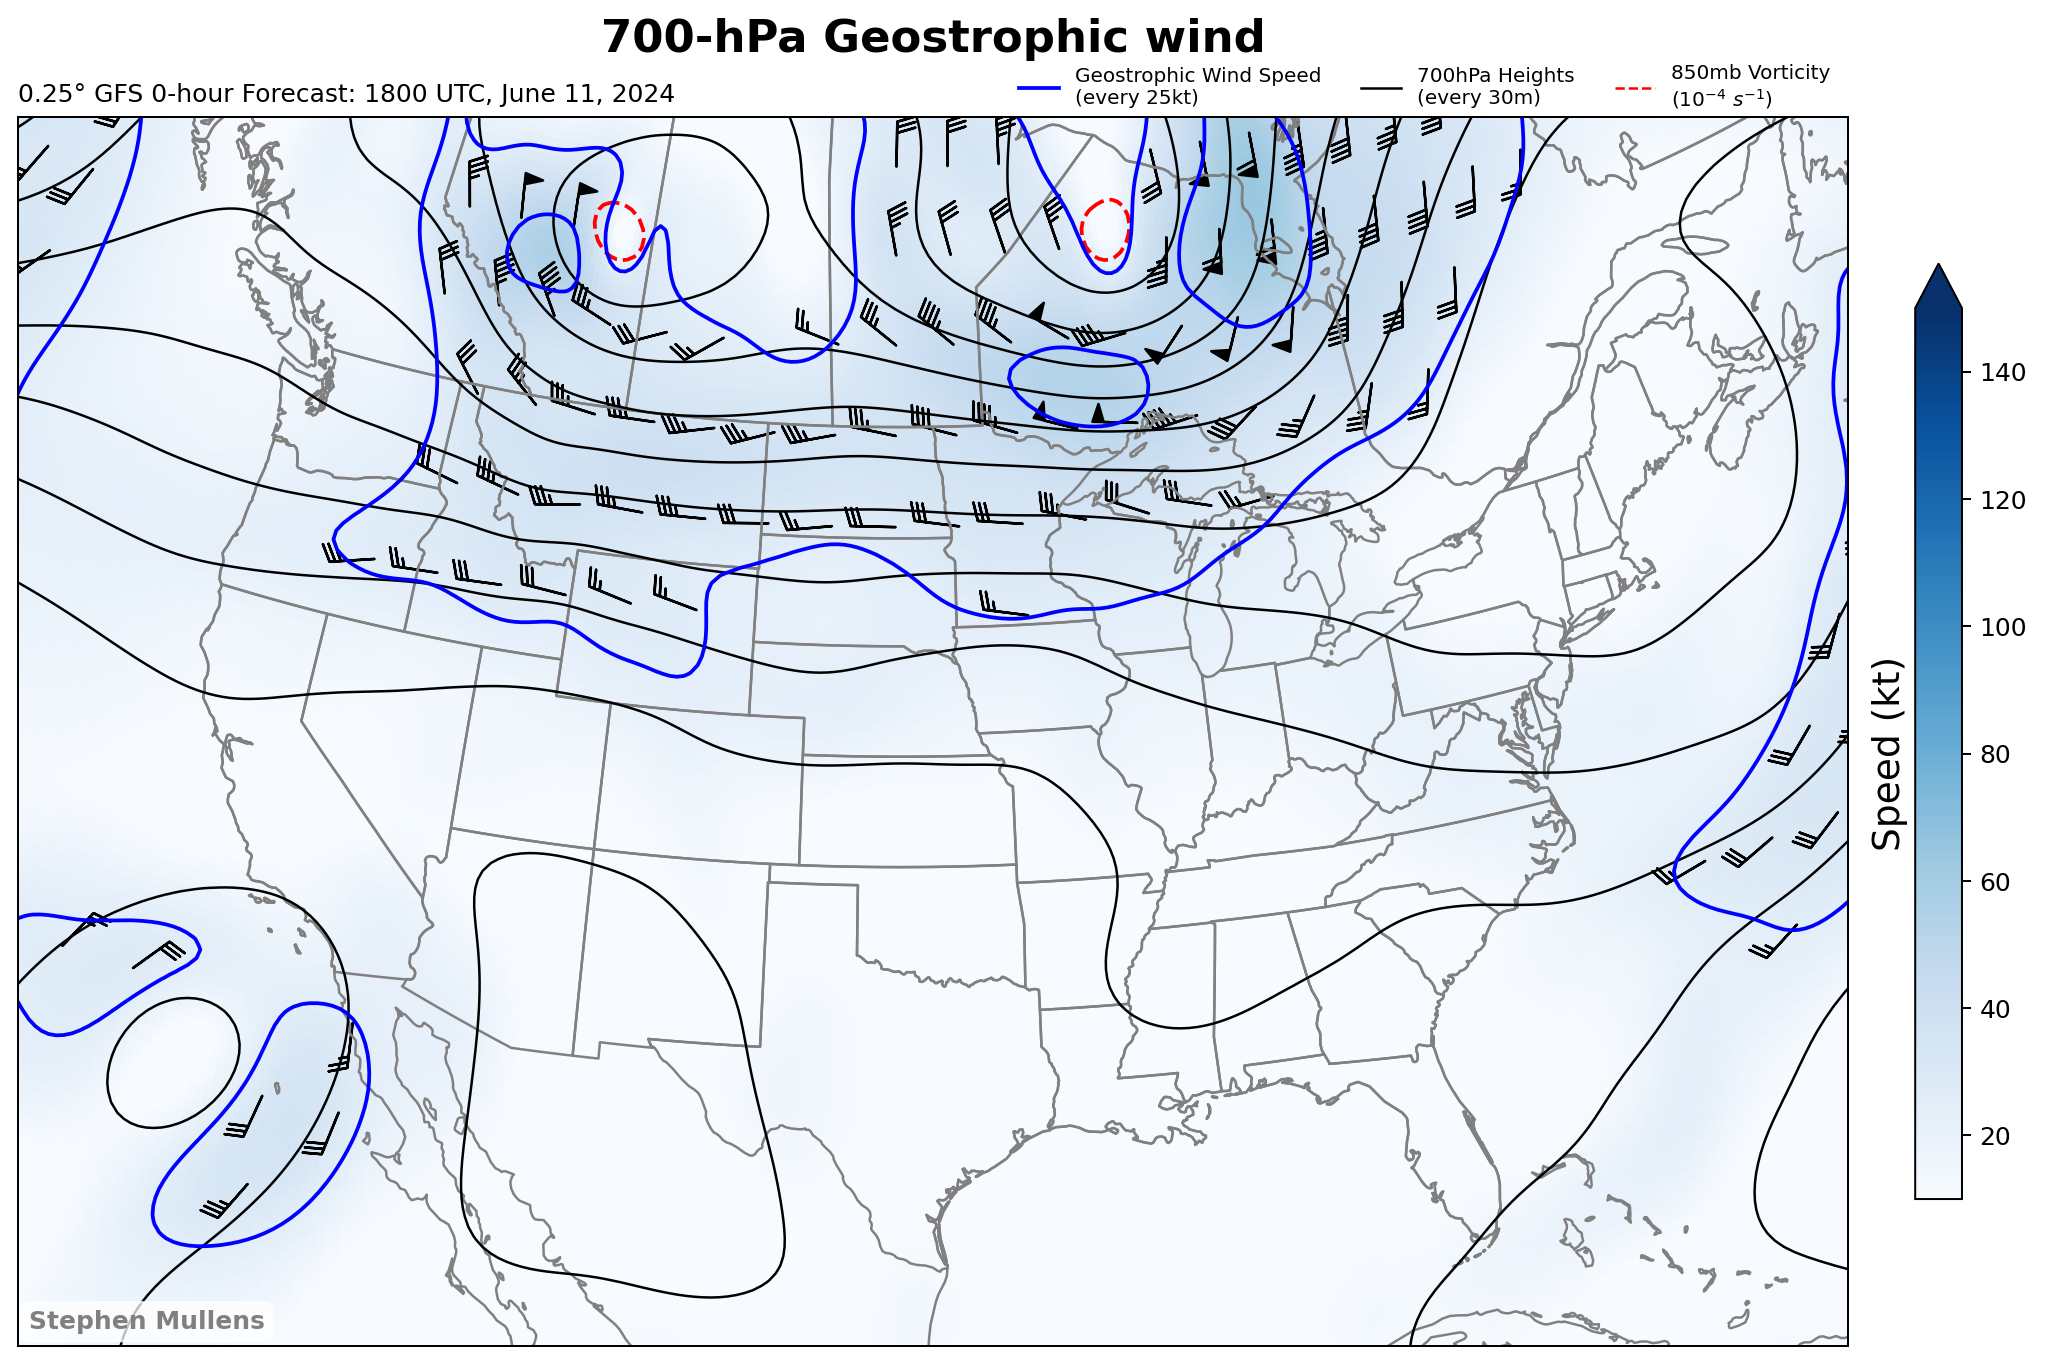 700-hPa Geostrophic wind
0.25° GFS 0-hour Forecast: 1800 UTC, June 11, 2024
Geostrophic Wind Speed
(every 25kt)
700hPa Heights
(every 30m)
850mb Vorticity
(10⁻⁴ s⁻¹)
140
120
100
80
60
40
20
Speed (kt)
Stephen Mullens